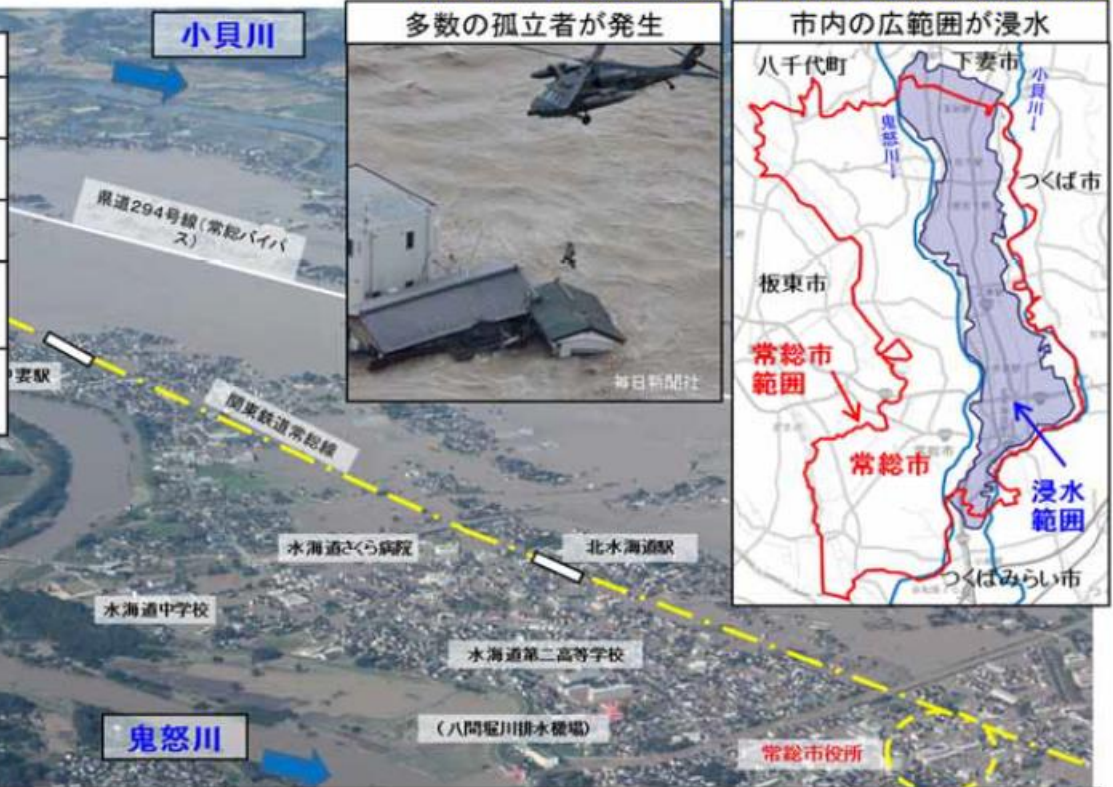 小貝川
県道294号線(常総バイパ
ス)
関東鉄道常総線
水海道さくら病院
北水海道駅
水海道中学校
水海道第二高等学校
(八間堀川排水機場)
鬼怒川
常総市役所
多数の孤立者が発生
毎日新聞社
市内の広範囲が浸水
八千代町
下妻市
小貝川↓
鬼怒川↓
つくば市
板東市
常総市
範囲
常総市
浸水
範囲
つくばみらい市